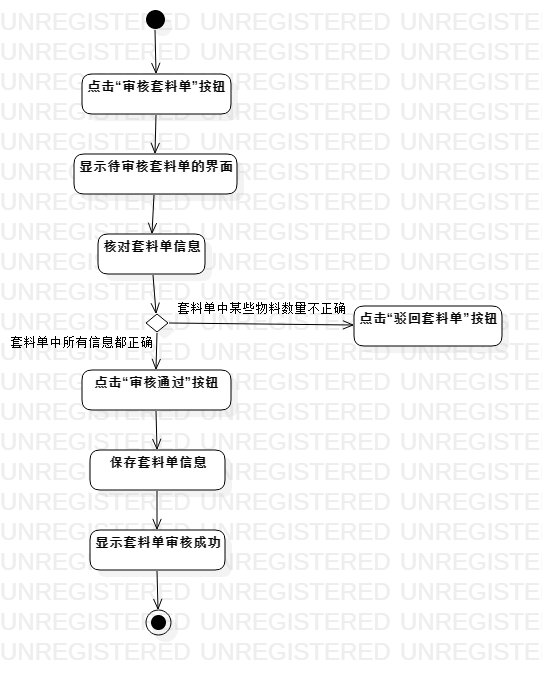 点击“审核套料单”按钮
显示待审核套料单的界面
核对套料单信息
套料单中某些物料数量不正确
点击“驳回套料单”按钮
套料单中所有信息都正确
点击“审核通过”按钮
保存套料单信息
显示套料单审核成功
UNREGISTERED UNREGISTERED UNREGISTE